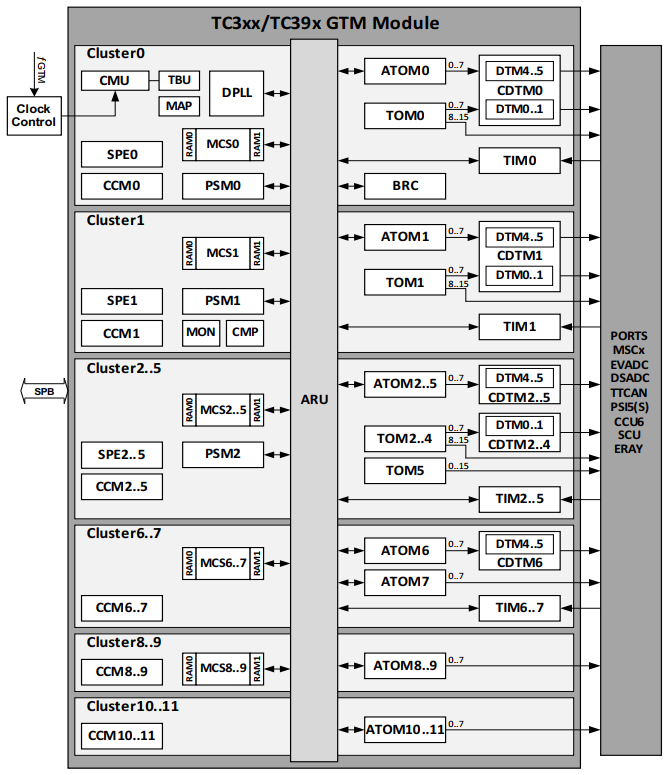 TC3xx/TC39x GTM Module
fGTM
Clock
Control
SPB
Cluster0
CMU
TBU
MAP
DPLL
RAM0
MCS0
RAM1
SPE0
CCM0
PSM0
ATOM0
0..7
DTM4..5
CDTM0
DTM0..1
TOM0
0..7
8..15
TIM0
BRC
Cluster1
RAM0
MCS1
RAM1
SPE1
PSM1
CCM1
MON
CMP
ATOM1
0..7
DTM4..5
CDTM1
DTM0..1
TOM1
0..7
8..15
TIM1
ARU
Cluster2..5
RAM0
MCS2..5
RAM1
SPE2..5
PSM2
CCM2..5
ATOM2..5
0..7
DTM4..5
CDTM2..5
TOM2..4
0..7
8..15
DTM0..1
CDTM2..4
TOM5
0..15
TIM2..5
Cluster6..7
RAM0
MCS6..7
RAM1
CCM6..7
ATOM6
0..7
DTM4..5
CDTM6
ATOM7
0..7
TIM6..7
Cluster8..9
CCM8..9
RAM0
MCS8..9
RAM1
ATOM8..9
0..7
Cluster10..11
CCM10..11
ATOM10..11
0..7
PORTS
MSCx
EVADC
DSADC
TTCAN
PSI5(S)
CCU6
SCU
ERAY